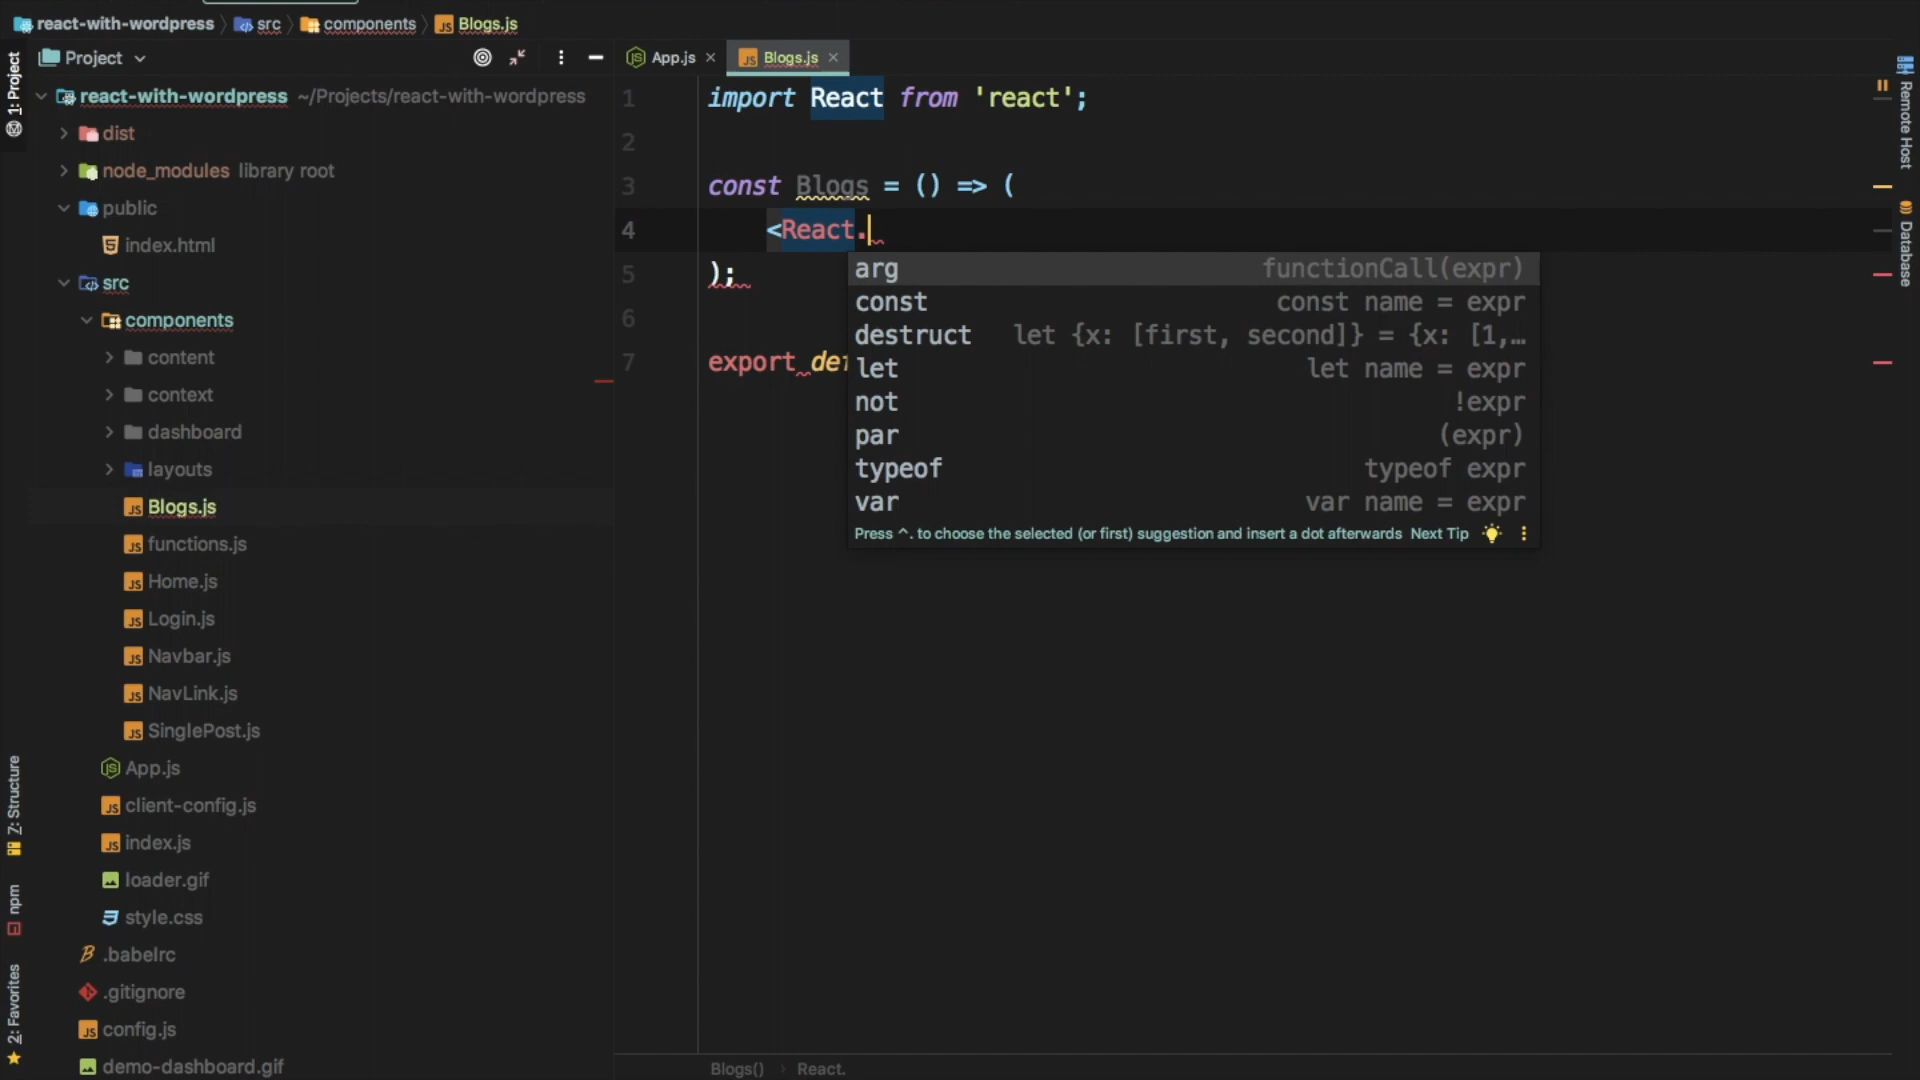 react-with-wordpress src components Blogs.js
Project
App.js
Blogs.js
1: Project
react-with-wordpress ~/Projects/react-with-wordpress
dist
node_modules library root
public
index.html
src
components
content
context
dashboard
layouts
Blogs.js
functions.js
Home.js
Login.js
Navbar.js
NavLink.js
SinglePost.js
App.js
client-config.js
index.js
loader.gif
style.css
.babelrc
.gitignore
config.js
demo-dashboard.gif
Z: Structure
npm
2: Favorites
1 import React from 'react';
2
3 const Blogs = () => (
4 <React.
5 );
6
7 export def
arg functionCall(expr)
const const name = expr
destruct let {x: [first, second]} = {x: [1,…
let let name = expr
not !expr
par (expr)
typeof typeof expr
var var name = expr
Press ^. to choose the selected (or first) suggestion and insert a dot afterwards Next Tip
Blogs() React.
Remote Host
Database